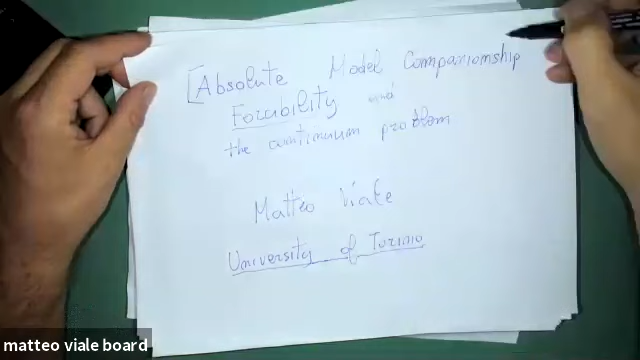 [Absolute Model Companionship
Forcibility and
the continuum problem
Matteo Viale
University of Torino
matteo viale board